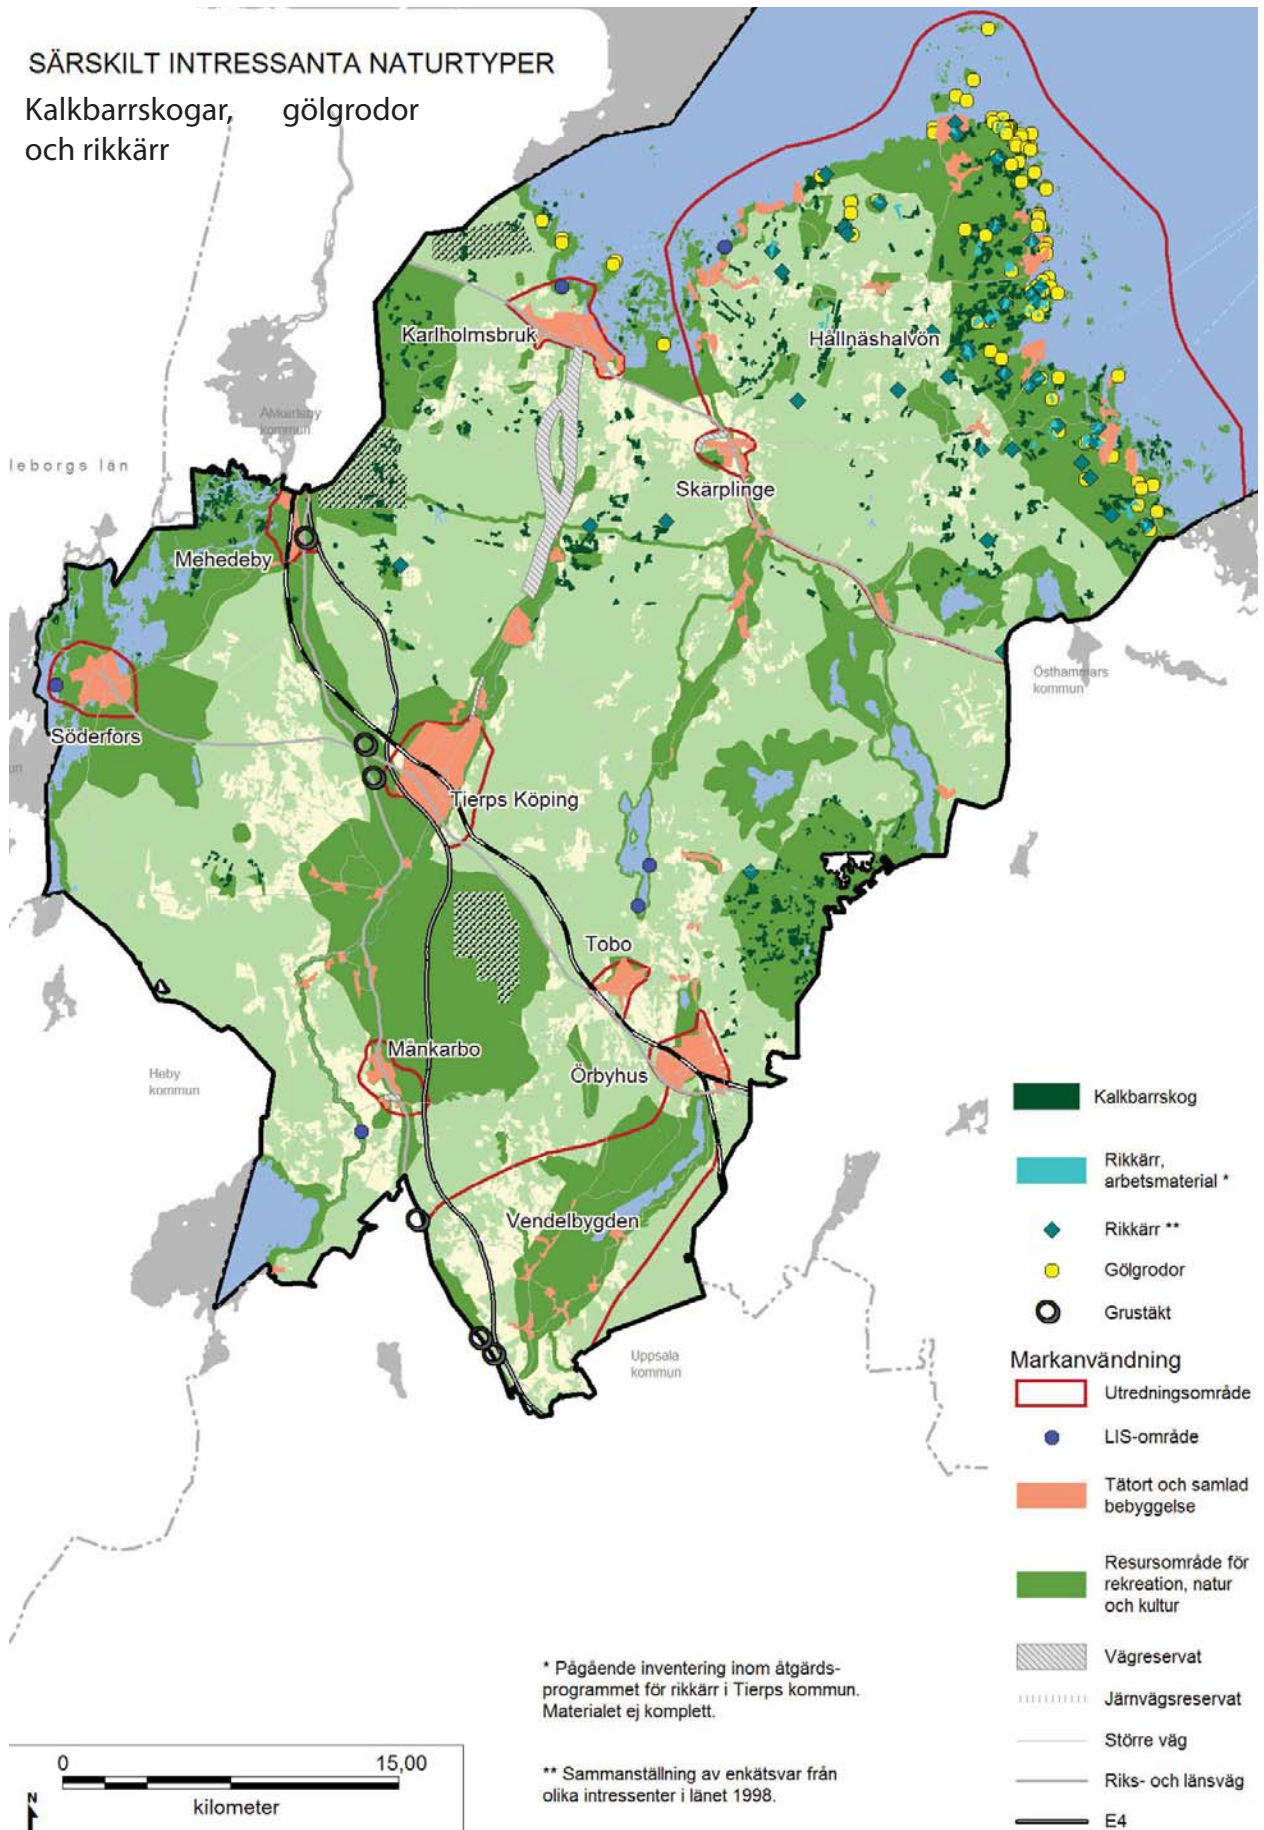 SÄRSKILT INTRESSANTA NATURTYPER
Kalkbarrskogar, gölgrodor
och rikkärr
Älvkarleby
kommun
leborgs län
Karlholmsbruk
Hållnäshalvön
Skärplinge
Mehedeby
Östhammars
kommun
Söderfors
un
Tierps Köping
Tobo
Månkarbo
Örbyhus
Heby
kommun
Vendelbygden
Uppsala
kommun
Kalkbarrskog
Rikkärr,
arbetsmaterial *
Rikkärr **
Gölgrodor
Grustäkt
Markanvändning
Utredningsområde
LIS-område
Tätort och samlad
bebyggelse
Resursområde för
rekreation, natur
och kultur
Vägreservat
Järnvägsreservat
Större väg
Riks- och länsväg
E4
* Pågående inventering inom åtgärds-
programmet för rikkärr i Tierps kommun.
Materialet ej komplett.
** Sammanställning av enkätsvar från
olika intressenter i länet 1998.
0 15,00
kilometer
N